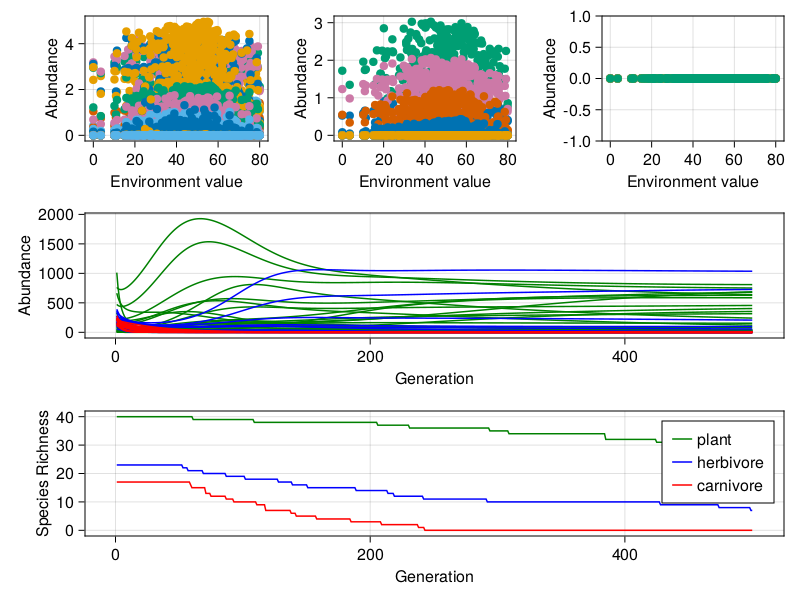 Abundance
4
2
0
0 20 40 60 80
Environment value
Abundance
3
2
1
0
0 20 40 60 80
Environment value
Abundance
1.0
0.5
0.0
-0.5
-1.0
0 20 40 60 80
Environment value
Abundance
2000
1500
1000
500
0
0 200 400
Generation
Species Richness
40
30
20
10
0
0 200 400
Generation
plant
herbivore
carnivore